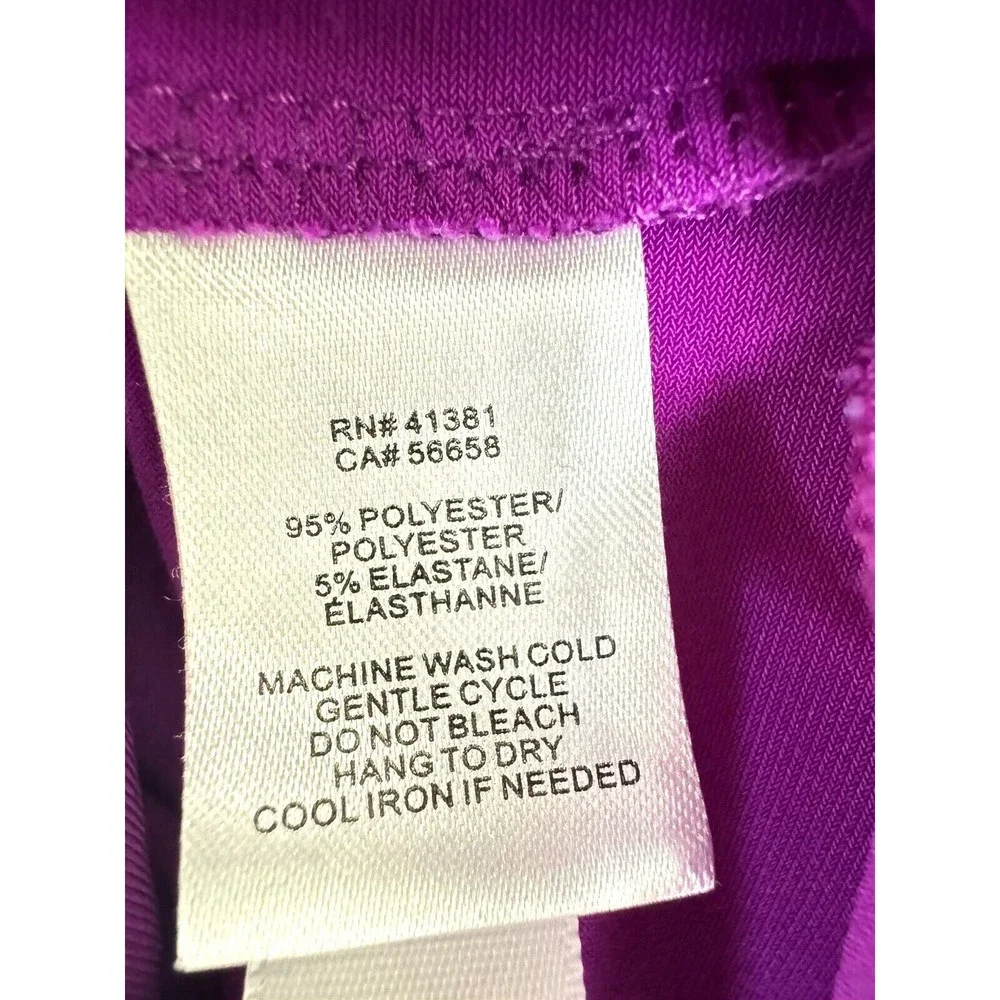 RN# 41381
CA# 56658
95% POLYESTER/
POLYESTER
5% ELASTANE/
ÉLASTHANNE
MACHINE WASH COLD
GENTLE CYCLE
DO NOT BLEACH
HANG TO DRY
COOL IRON IF NEEDED